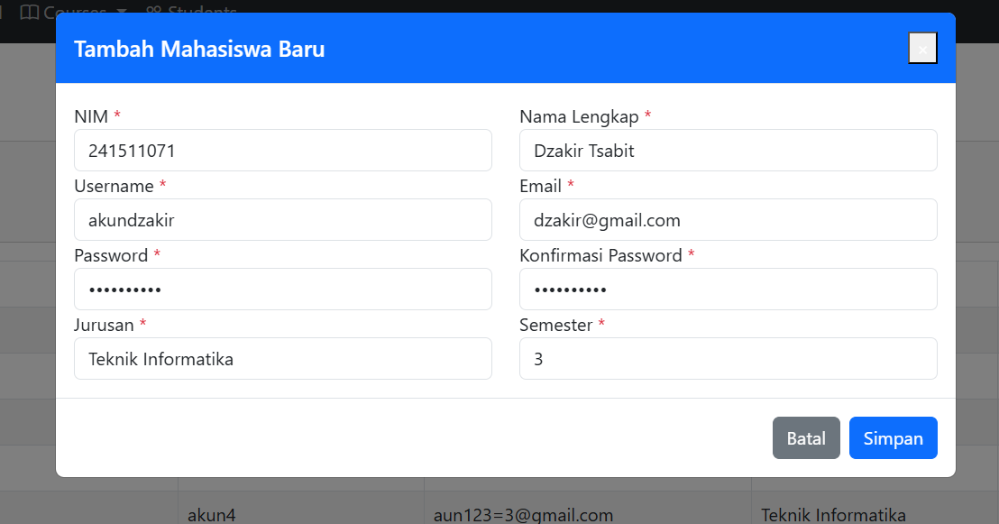 Courses Students
Tambah Mahasiswa Baru ×
NIM * Nama Lengkap *
241511071 Dzakir Tsabit
Username * Email *
akundzakir dzakir@gmail.com
Password * Konfirmasi Password *
•••••••••• ••••••••••
Jurusan * Semester *
Teknik Informatika 3
Batal Simpan
akun4 aun123=3@gmail.com Teknik Informatika